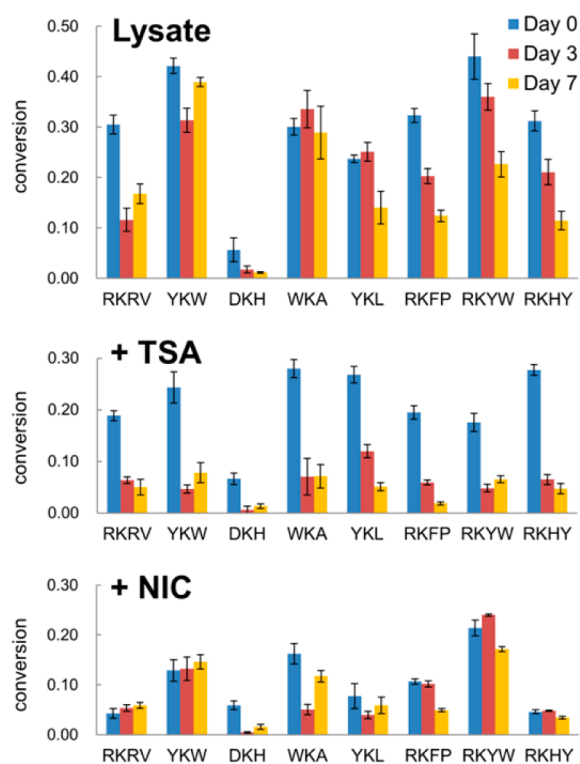 Lysate
Day 0
Day 3
Day 7
conversion
0.50
0.40
0.30
0.20
0.10
0.00
RKRV YKW DKH WKA YKL RKFP RKYW RKHY
+ TSA
conversion
0.30
0.20
0.10
0.00
RKRV YKW DKH WKA YKL RKFP RKYW RKHY
+ NIC
conversion
0.30
0.20
0.10
0.00
RKRV YKW DKH WKA YKL RKFP RKYW RKHY